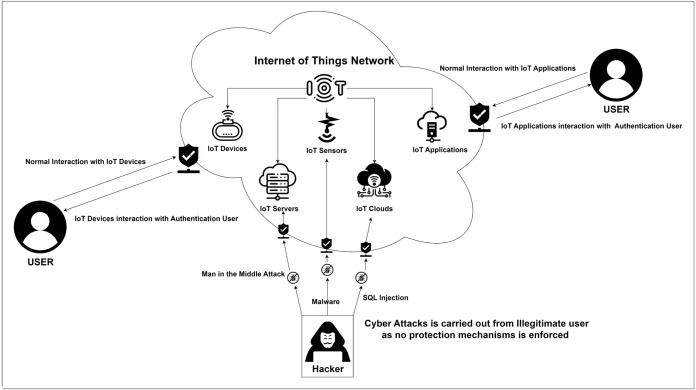 Internet of Things Network
IOT
Normal Interaction with IoT Applications
USER
IoT Applications interaction with Authentication User
IoT Devices
IoT Sensors
IoT Applications
Normal Interaction with IoT Devices
IoT Devices interaction with Authentication User
USER
IoT Servers
IoT Clouds
Man in the Middle Attack
Malware
SQL Injection
Cyber Attacks is carried out from Illegitimate user
as no protection mechanisms is enforced
Hacker